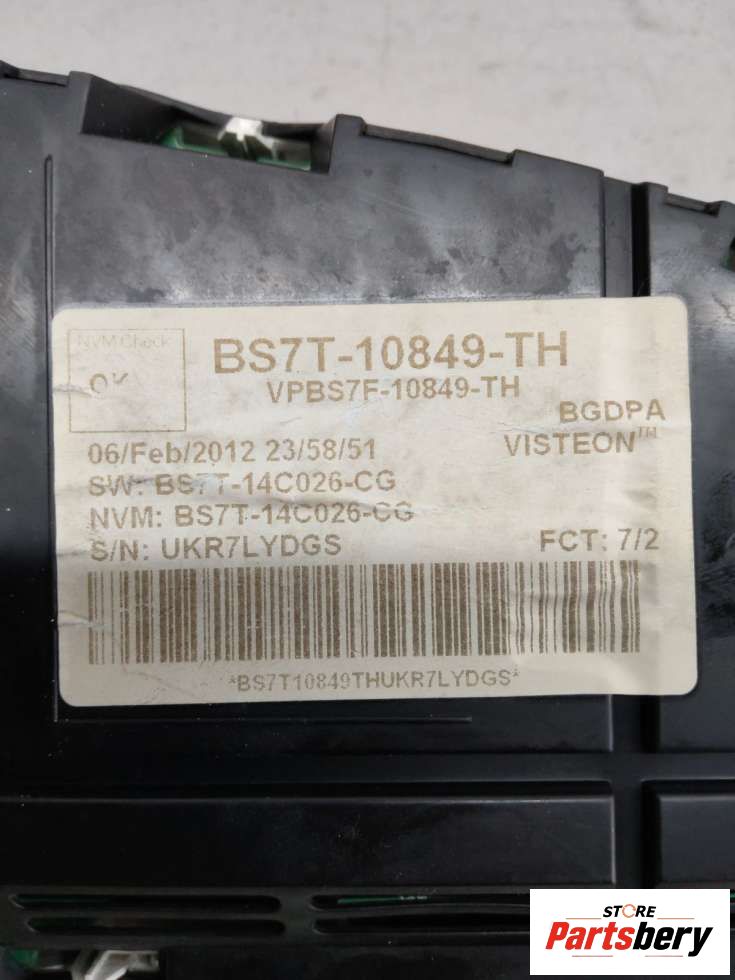 NVM Check
OK
BS7T-10849-TH
VPBS7F-10849-TH
BGDPA
06/Feb/2012 23/58/51
VISTEON™
SW: BS7T-14C026-CG
NVM: BS7T-14C026-CG
S/N: UKR7LYDGS
FCT: 7/2
*BS7T10849THUKR7LYDGS*
STORE
Partsbery